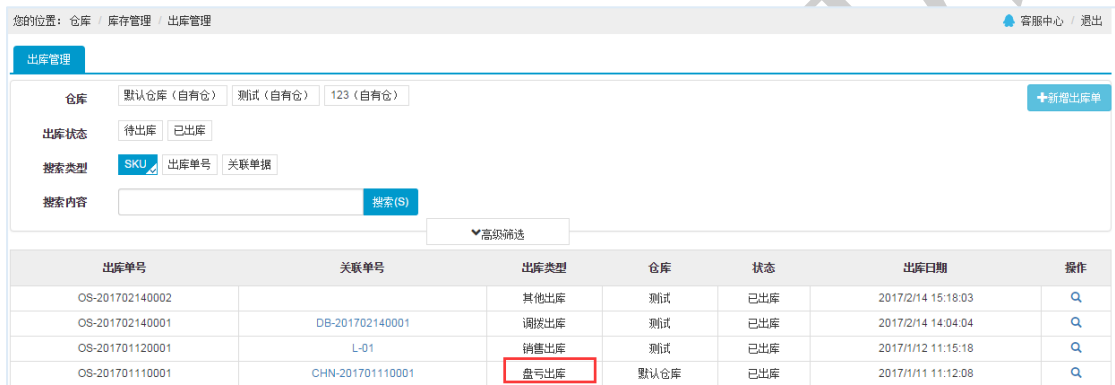 您的位置：仓库 / 库存管理 / 出库管理 客服中心 / 退出
出库管理
仓库 默认仓库（自有仓） 测试（自有仓） 123（自有仓） +新增出库单
出库状态 待出库 已出库
搜索类型 SKU 出库单号 关联单据
搜索内容 搜索(S)
高级筛选
出库单号 关联单号 出库类型 仓库 状态 出库日期 操作
OS-201702140002 其他出库 测试 已出库 2017/2/14 15:18:03
OS-201702140001 DB-201702140001 调拨出库 测试 已出库 2017/2/14 14:04:04
OS-201701120001 L-01 销售出库 测试 已出库 2017/1/12 11:15:18
OS-201701110001 CHN-201701110001 盘亏出库 默认仓库 已出库 2017/1/11 11:12:08